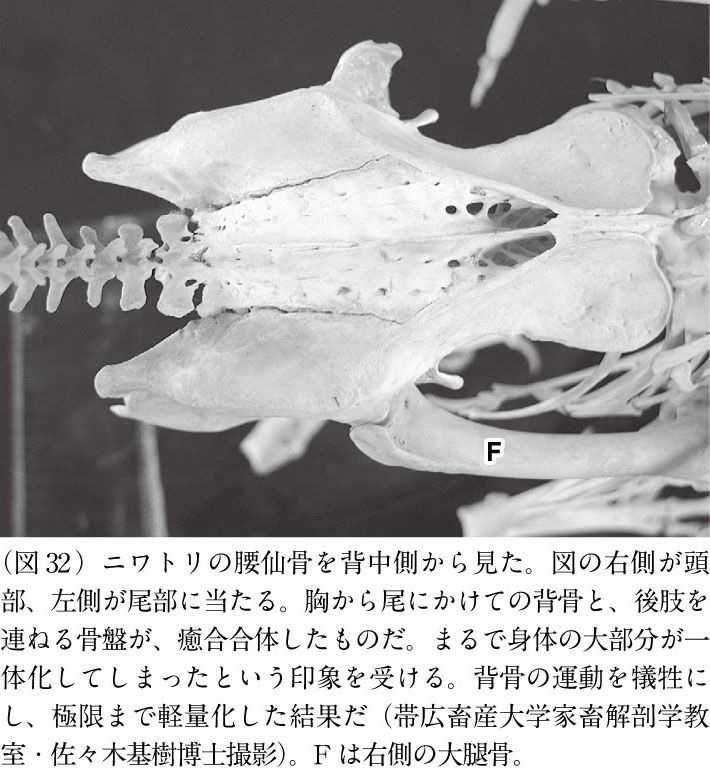 F
(図32)ニワトリの腰仙骨を背中側から見た。図の右側が頭
部、左側が尾部に当たる。胸から尾にかけての背骨と、後肢を
連ねる骨盤が、癒合合体したものだ。まるで身体の大部分が一
体化してしまったという印象を受ける。背骨の運動を犠牲に
し、極限まで軽量化した結果だ(帯広畜産大学家畜解剖学教
室・佐々木基樹博士撮影)。Fは右側の大腿骨。